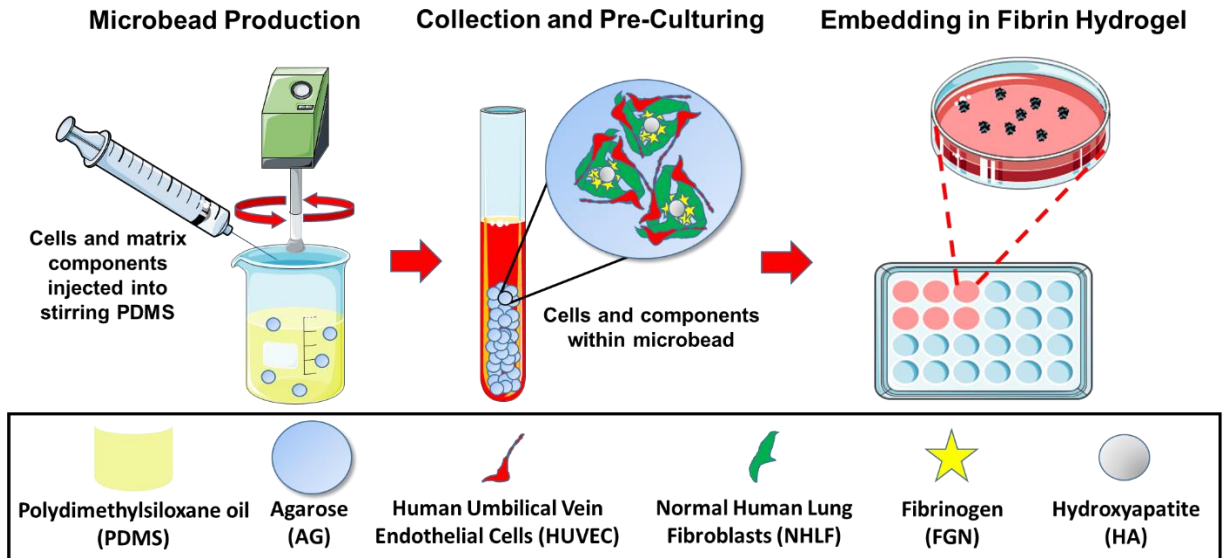 Microbead Production
Collection and Pre-Culturing
Embedding in Fibrin Hydrogel
Cells and matrix
components
injected into
stirring PDMS
Cells and components
within microbead
Polydimethylsiloxane oil
(PDMS)
Agarose
(AG)
Human Umbilical Vein
Endothelial Cells (HUVEC)
Normal Human Lung
Fibroblasts (NHLF)
Fibrinogen
(FGN)
Hydroxyapatite
(HA)